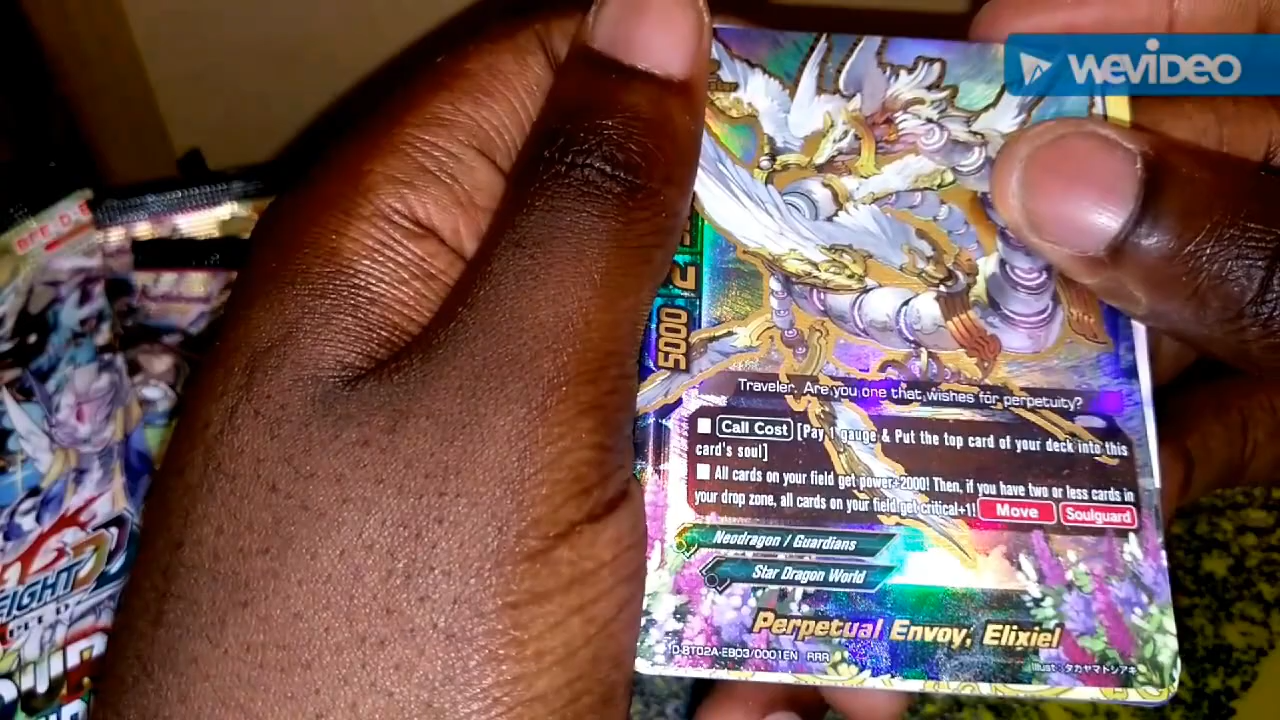 WEVIDEO
BFE-D-B
2
5000
Traveler. Are you one that wishes for perpetuity?
■ Call Cost [Pay 1 gauge & Put the top card of your deck into this
card's soul]
■ All cards on your field get power+2000! Then, if you have two or less cards in
your drop zone, all cards on your field get critical+1! Move Soulguard
Neodragon / Guardians
Star Dragon World
Perpetual Envoy, Elixiel
D-BT02A-EB03/0001EN RRR
Illust: タカヤマトシアキ